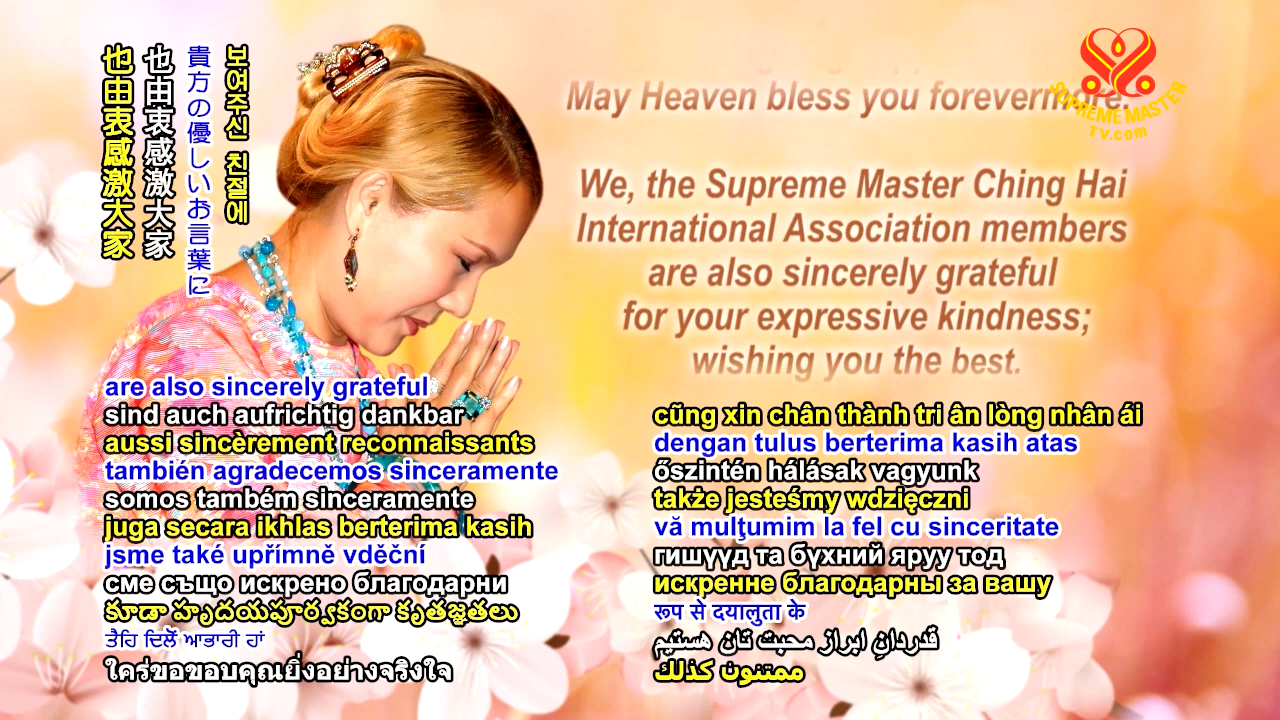 也由衷感激大家
也由衷感激大家
貴方の優しいお言葉に
보여주신 친절에
May Heaven bless you forevermore.
We, the Supreme Master Ching Hai
International Association members
are also sincerely grateful
for your expressive kindness;
wishing you the best.
SUPREME MASTER
TV.com
are also sincerely grateful
sind auch aufrichtig dankbar
aussi sincèrement reconnaissants
también agradecemos sinceramente
somos também sinceramente
juga secara ikhlas berterima kasih
jsme také upřímně vděční
сме също искрено благодарни
కూడా హృదయపూర్వకంగా కృతజ్ఞతలు
ਤੈਹਿ ਦਿਲੋਂ ਆਭਾਰੀ ਹਾਂ
ใคร่ขอขอบคุณยิ่งอย่างจริงใจ
cũng xin chân thành tri ân lòng nhân ái
dengan tulus berterima kasih atas
őszintén hálásak vagyunk
także jesteśmy wdzięczni
vă mulţumim la fel cu sinceritate
гишүүд та бүхний яруу тод
искренне благодарны за вашу
रूप से दयालुता के
قدردانِ ابراز محبت تان هستیم
ممتنون كذلك